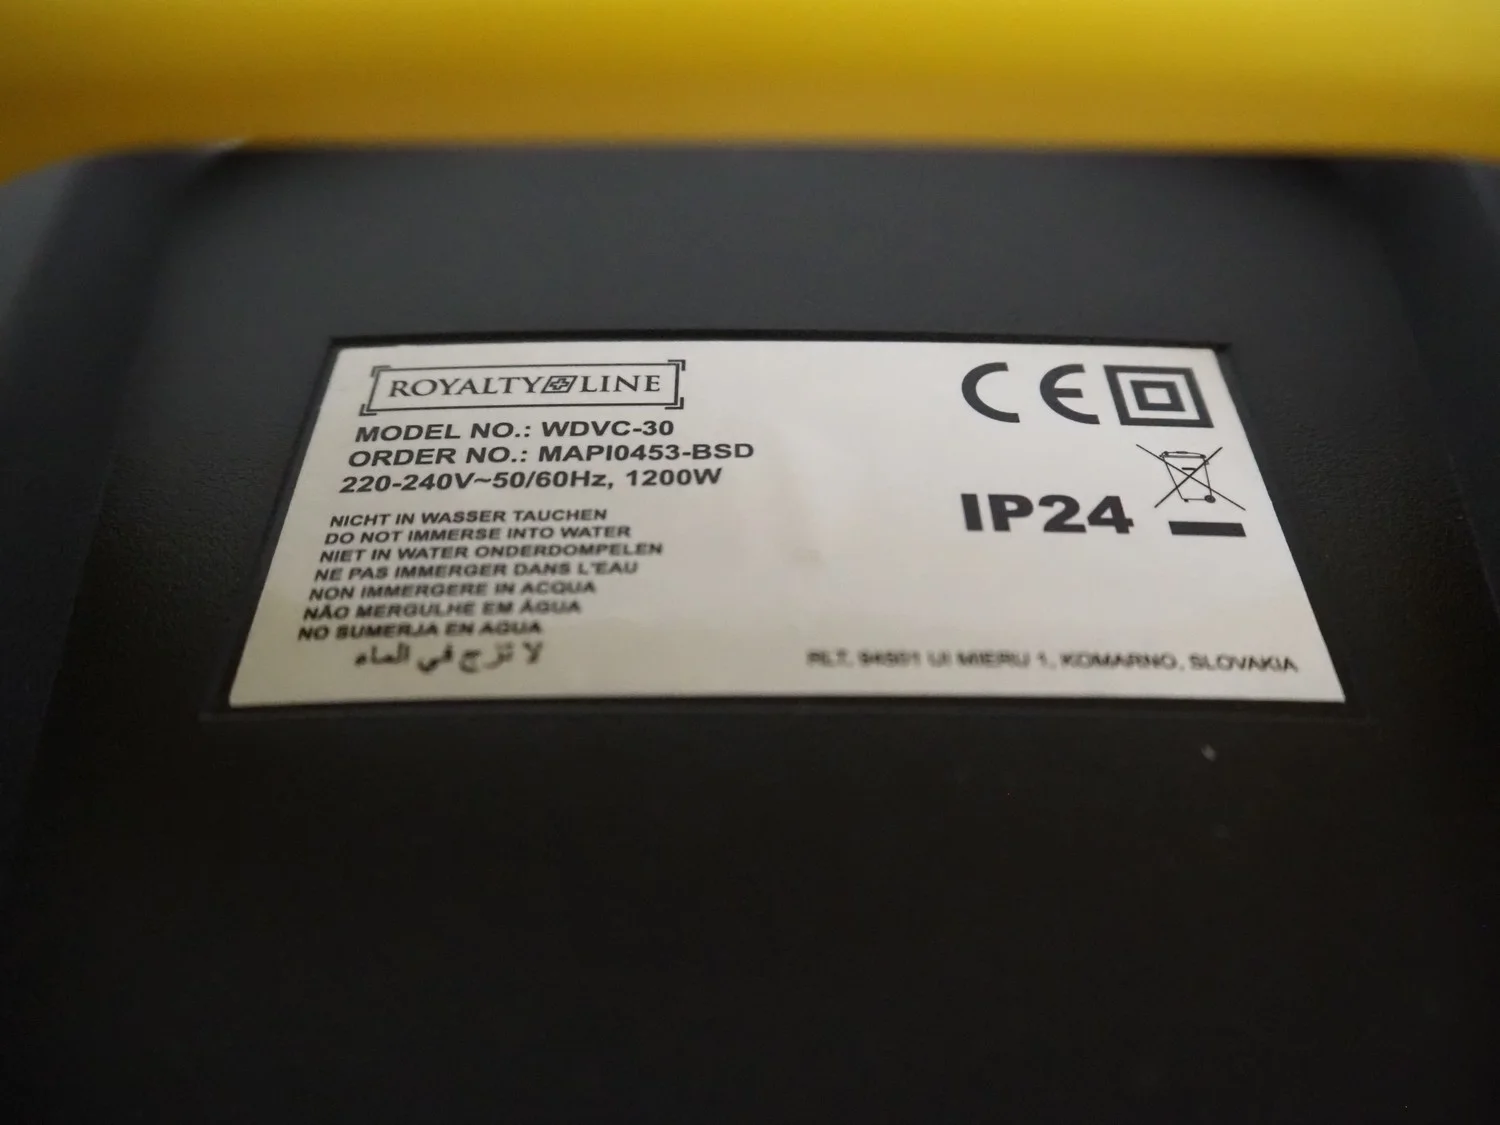 ROYALTY LINE
MODEL NO.: WDVC-30
ORDER NO.: MAPI0453-BSD
220-240V~50/60Hz, 1200W
NICHT IN WASSER TAUCHEN
DO NOT IMMERSE INTO WATER
NIET IN WATER ONDERDOMPELEN
NE PAS IMMERGER DANS L'EAU
NON IMMERGERE IN ACQUA
NÃO MERGULHE EM ÁGUA
NO SUMERJA EN AGUA
لا تزج في الماء
CE
IP24
1, KOMARNO, SLOVAKIA